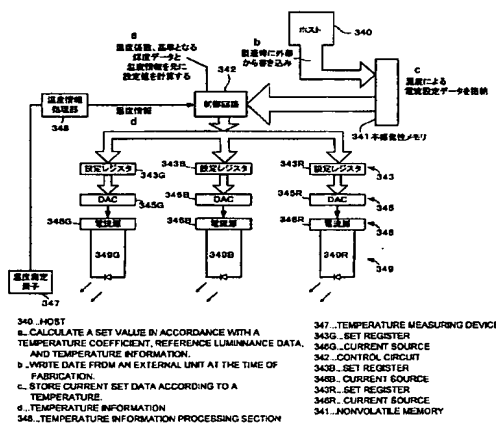 a
温度係数、基準となる
輝度データと
温度情報を元に
設定値を計算する
342
b
製造時に外部
から書き込み
ホスト
340
c
温度による
電流設定データを格納
温度情報
処理部
348
温度情報
d
制御回路
341 不揮発性メモリ
設定レジスタ
343G
343B
設定レジスタ
343R
設定レジスタ
343
DAC
345G
DAC
345R
DAC
電流源
電流源
346R
電流源
349G
349B
349R
349
温度測定
素子
347
340...HOST
a...CALCULATE A SET VALUE IN ACCORDANCE WITH A
TEMPERATURE COEFFICIENT, REFERENCE LUMINNANCE DATA,
AND TEMPERATURE INFORMATION.
b...WRITE DATE FROM AN EXTERNAL UNIT AT THE TIME OF
FABRICATION.
c...STORE CURRENT SET DATA ACCORDING TO A
TEMPERATURE.
d...TEMPERATURE INFORMATION
348...TEMPERATURE INFORMATION PROCESSING SECTION
347...TEMPERATURE MEASURING DEVICE
343G...SET REGISTER
346G...CURRENT SOURCE
342...CONTROL CIRCUIT
343B...SET REGISTER
346B...CURRENT SOURCE
343R...SET REGISTER
346R...CURRENT SOURCE
341...NONVOLATILE MEMORY